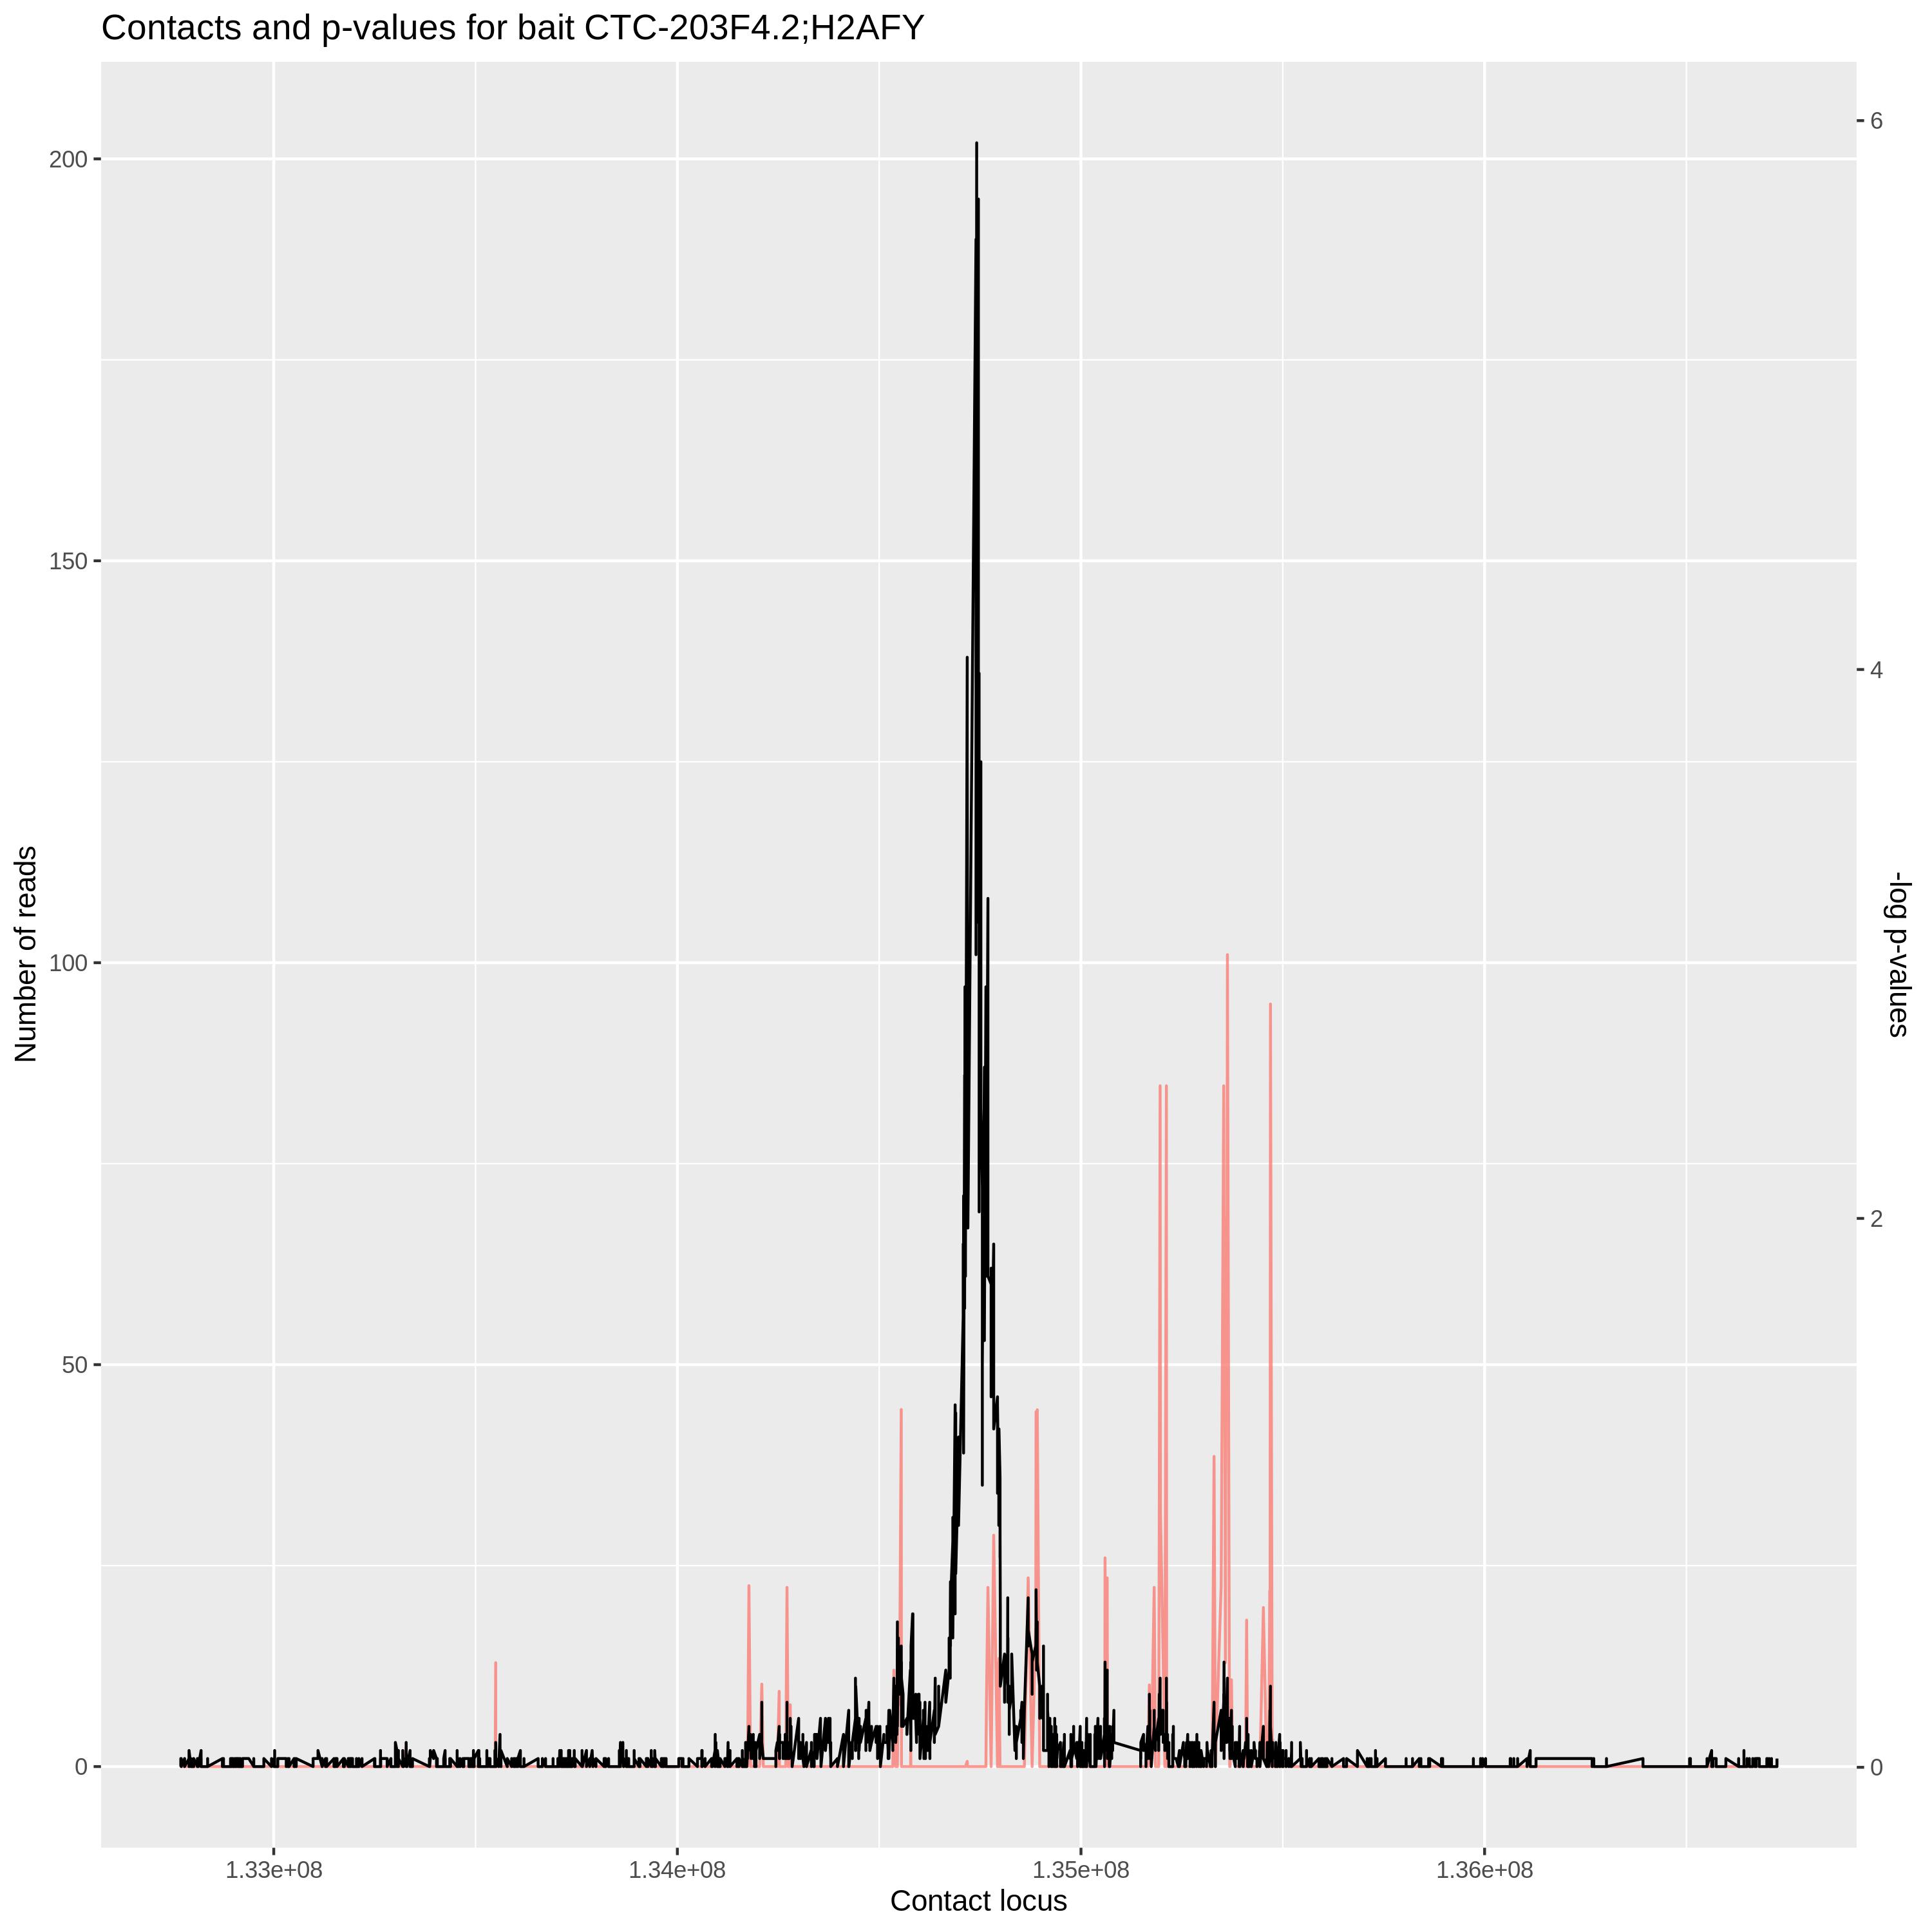 Contacts and p-values for bait CTC-203F4.2;H2AFY
Number of reads
200
150
100
50
0
6
4
2
0
-log p-values
1.33e+08
1.34e+08
1.35e+08
1.36e+08
Contact locus